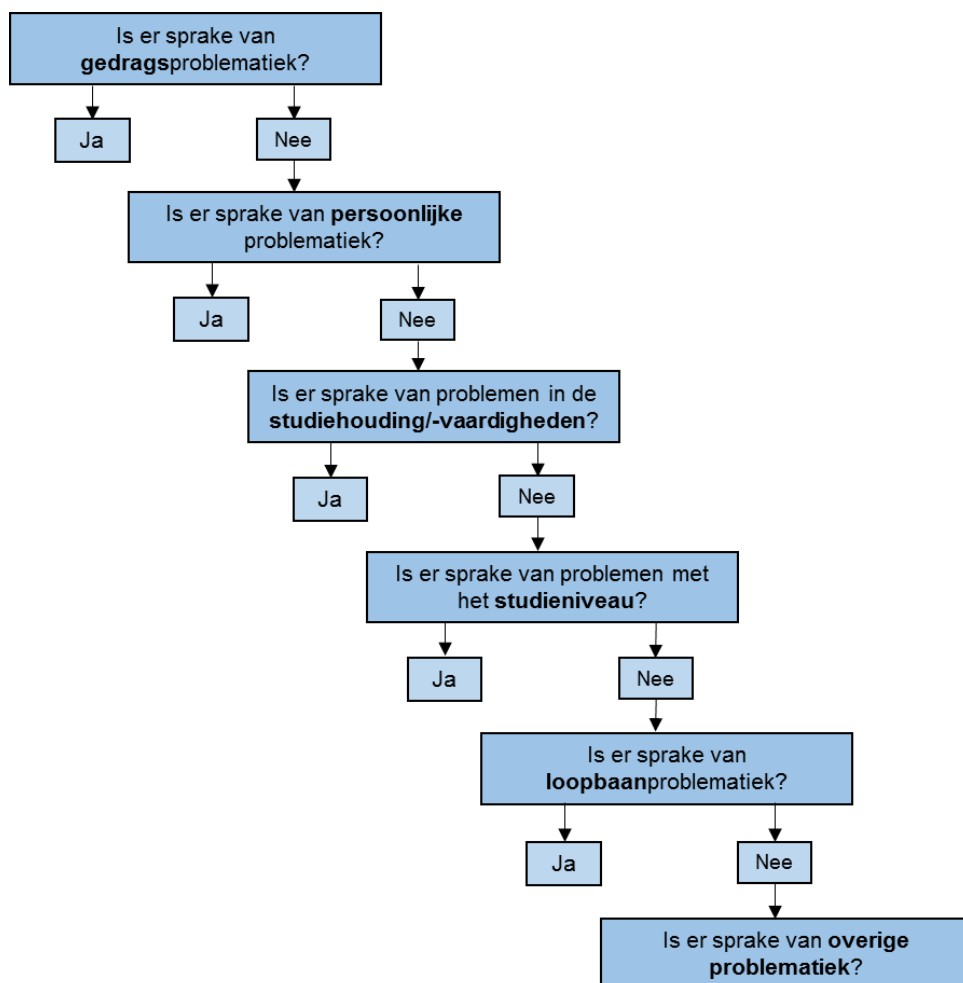 Is er sprake van
gedragsproblematiek?
Ja
Nee
Is er sprake van persoonlijke
problematiek?
Ja
Nee
Is er sprake van problemen in de
studiehouding/-vaardigheden?
Ja
Nee
Is er sprake van problemen met
het studieniveau?
Ja
Nee
Is er sprake van
loopbaanproblematiek?
Ja
Nee
Is er sprake van overige
problematiek?